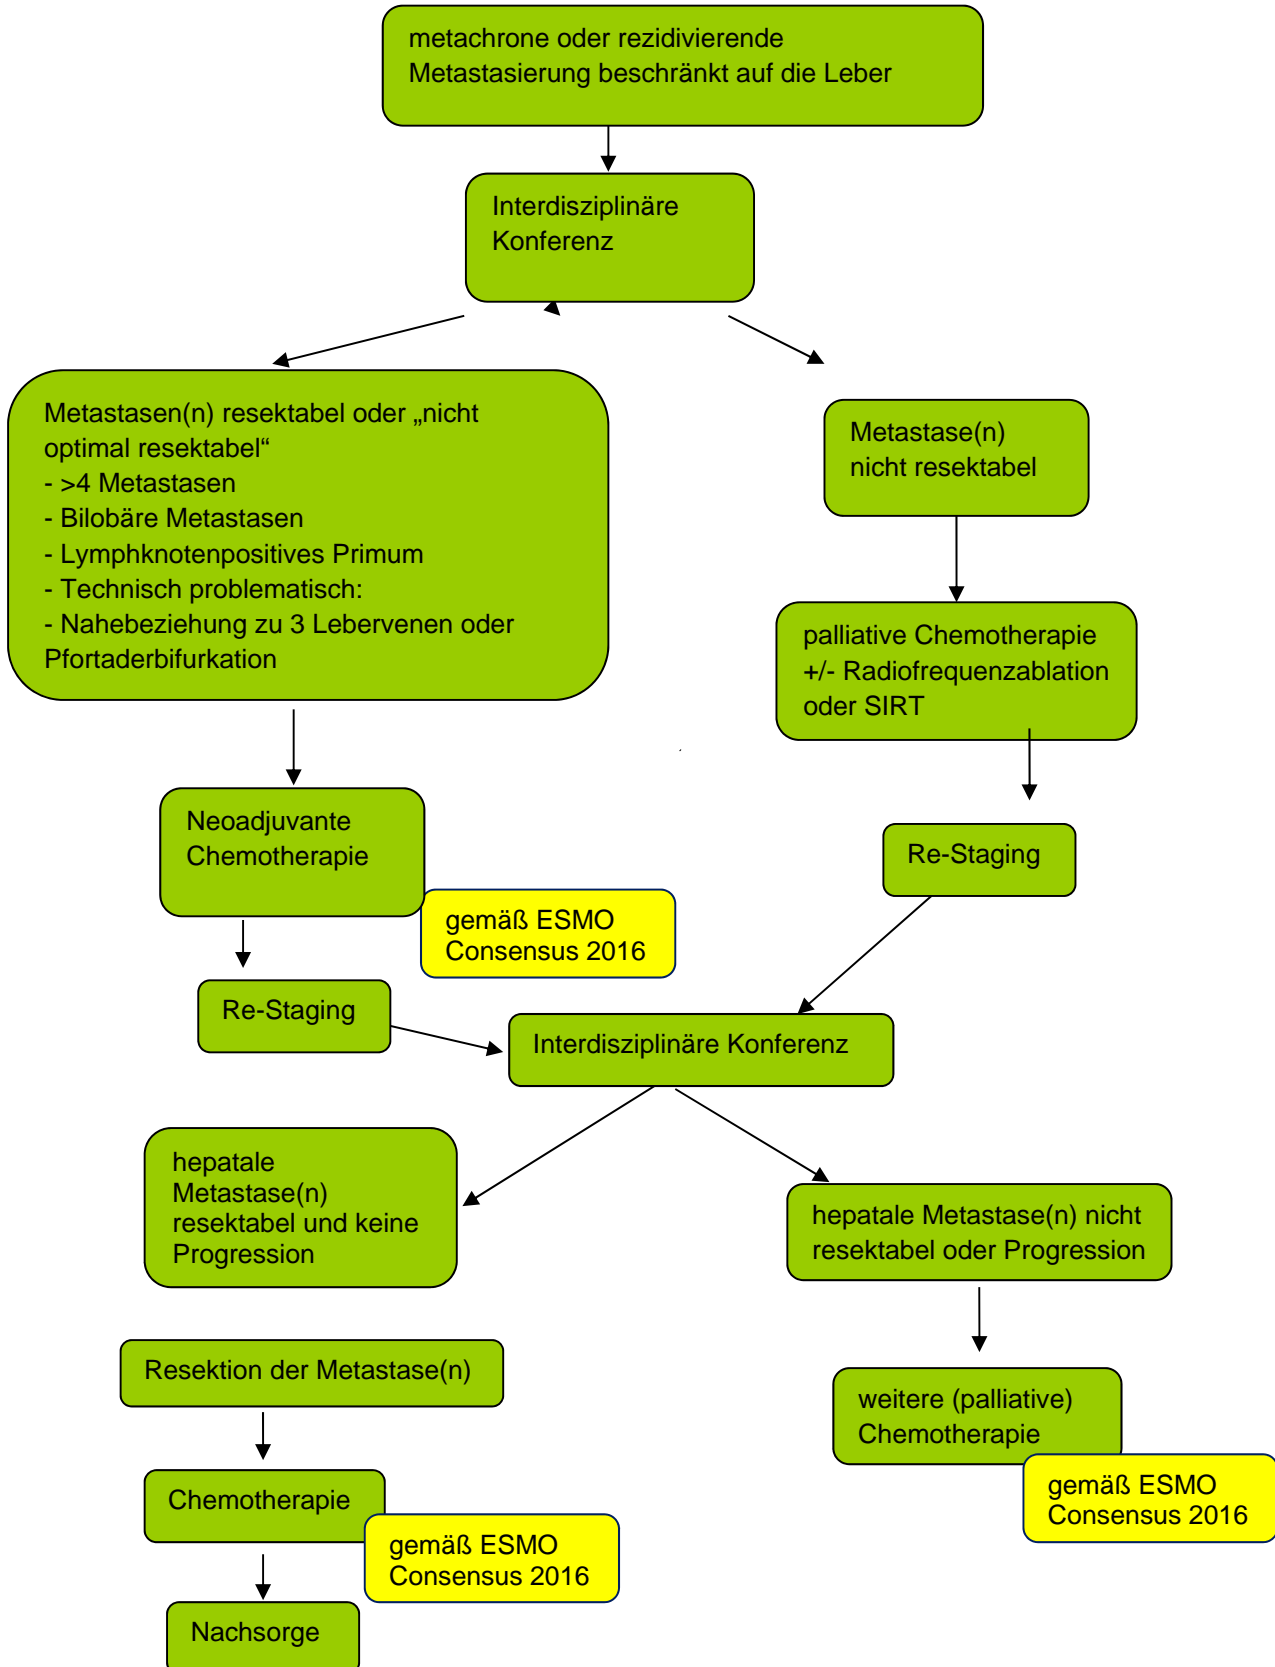 metachrone oder rezidivierende
Metastasierung beschränkt auf die Leber
Interdisziplinäre
Konferenz
Metastasen(n) resektabel oder „nicht
optimal resektabel“
- >4 Metastasen
- Bilobäre Metastasen
- Lymphknotenpositives Primum
- Technisch problematisch:
- Nahebeziehung zu 3 Lebervenen oder
Pfortaderbifurkation
Metastase(n)
nicht resektabel
palliative Chemotherapie
+/- Radiofrequenzablation
oder SIRT
Neoadjuvante
Chemotherapie
gemäß ESMO
Consensus 2016
Re-Staging
Re-Staging
Interdisziplinäre Konferenz
hepatale
Metastase(n)
resektabel und keine
Progression
hepatale Metastase(n) nicht
resektabel oder Progression
Resektion der Metastase(n)
weitere (palliative)
Chemotherapie
gemäß ESMO
Consensus 2016
Chemotherapie
gemäß ESMO
Consensus 2016
Nachsorge